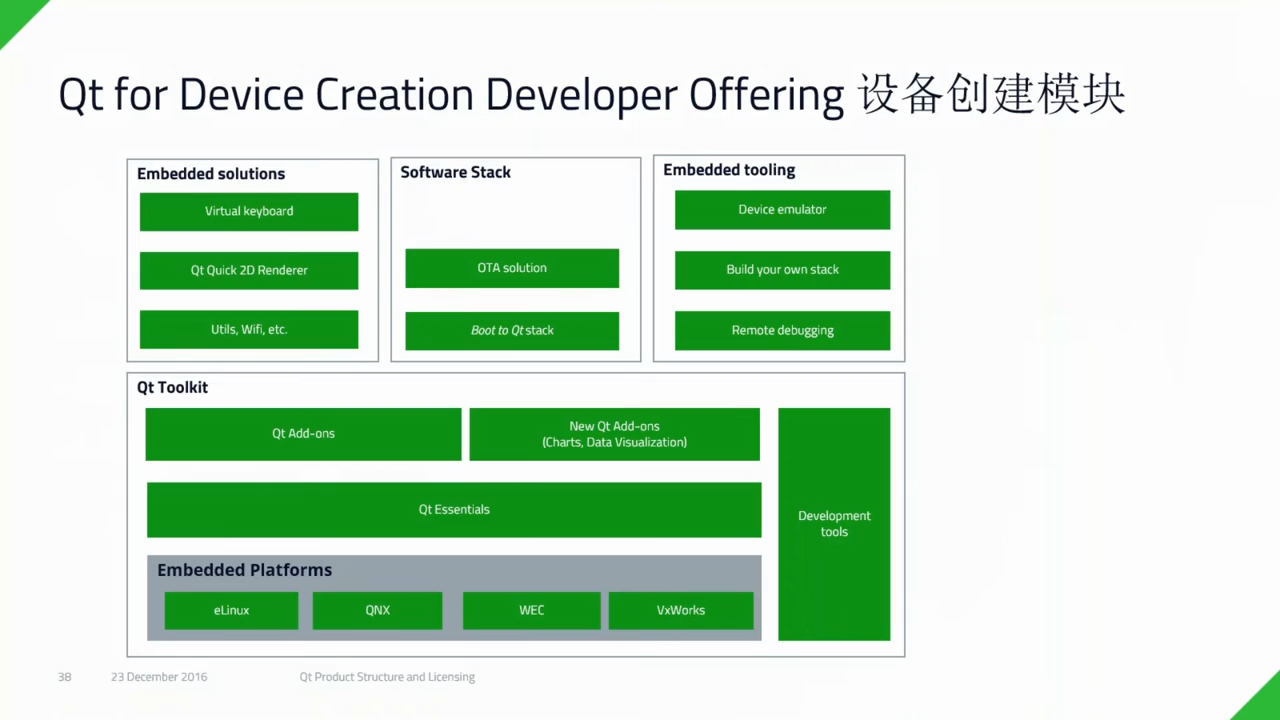 Qt for Device Creation Developer Offering 设备创建模块
Embedded solutions
Virtual keyboard
Qt Quick 2D Renderer
Utils, Wifi, etc.
Software Stack
OTA solution
Boot to Qt stack
Embedded tooling
Device emulator
Build your own stack
Remote debugging
Qt Toolkit
Qt Add-ons
New Qt Add-ons
(Charts, Data Visualization)
Qt Essentials
Development
tools
Embedded Platforms
eLinux
QNX
WEC
VxWorks
38
23 December 2016
Qt Product Structure and Licensing